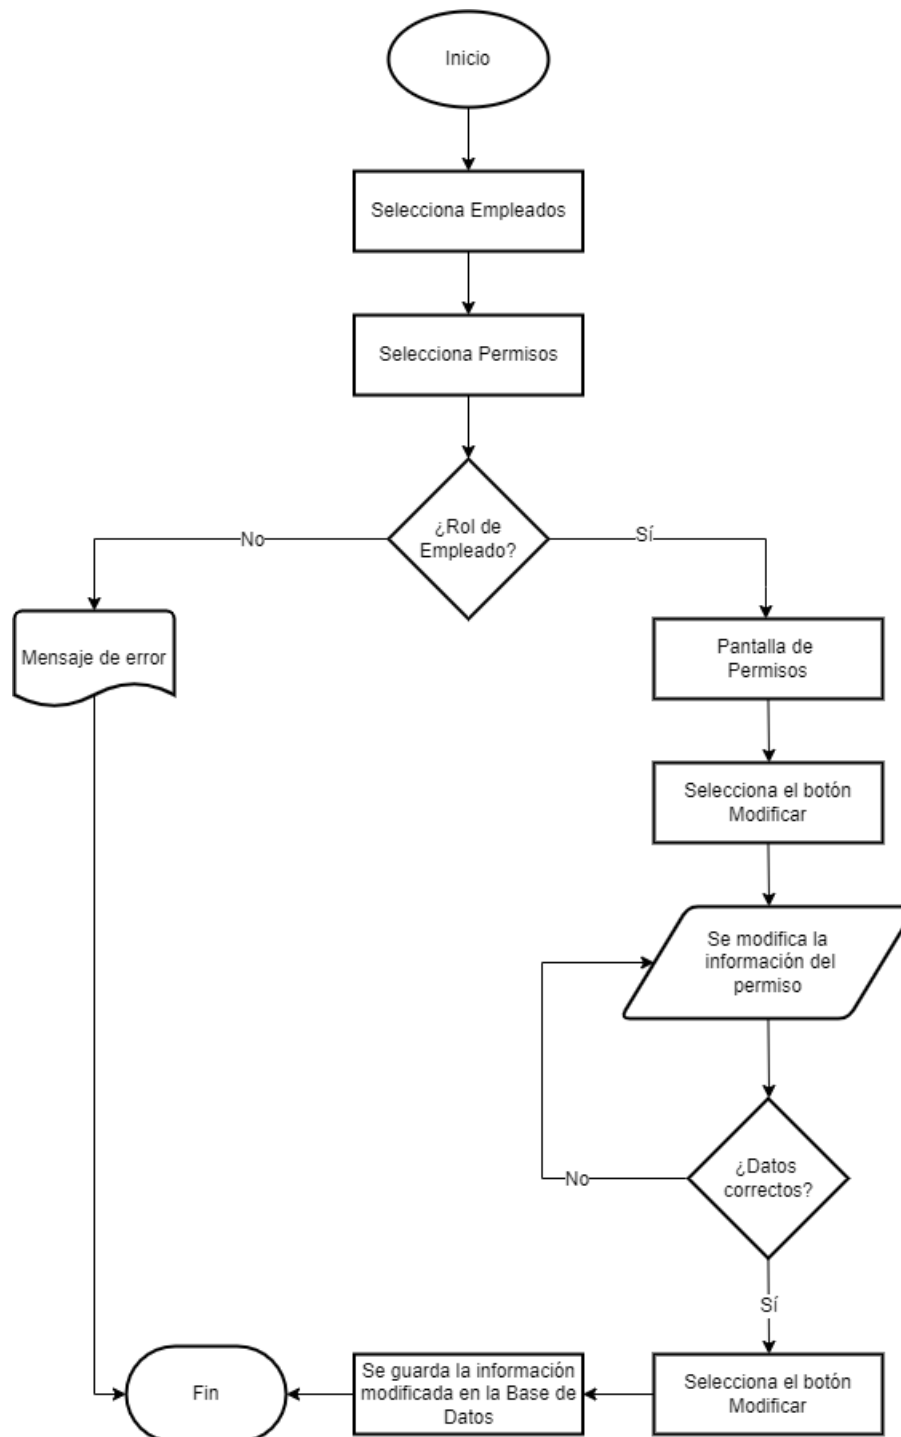 Inicio
Selecciona Empleados
Selecciona Permisos
¿Rol de
Empleado?
No
Sí
Mensaje de error
Pantalla de
Permisos
Selecciona el botón
Modificar
Se modifica la
información del
permiso
¿Datos
correctos?
No
Sí
Selecciona el botón
Modificar
Se guarda la información
modificada en la Base de
Datos
Fin